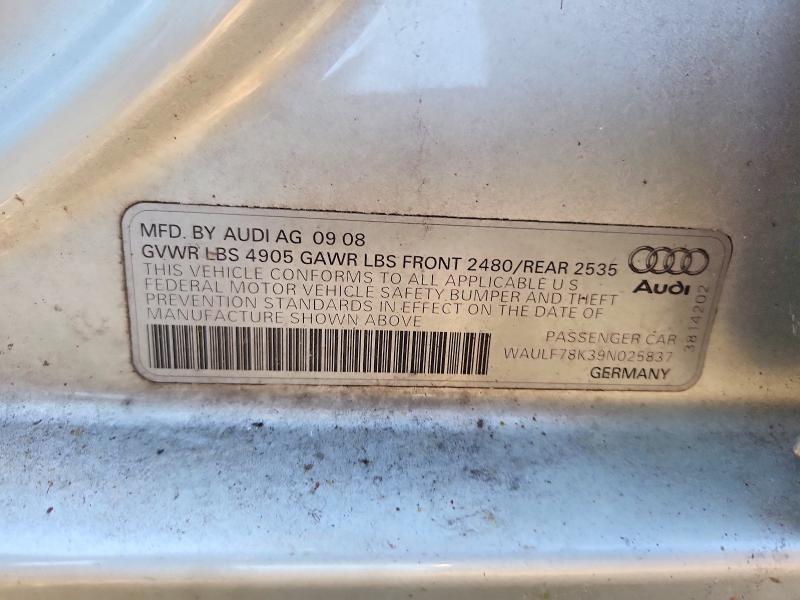 MFD. BY AUDI AG 09 08
GVWR LBS 4905 GAWR LBS FRONT 2480/REAR 2535
THIS VEHICLE CONFORMS TO ALL APPLICABLE U S
FEDERAL MOTOR VEHICLE SAFETY, BUMPER AND THEFT
PREVENTION STANDARDS IN EFFECT ON THE DATE OF
MANUFACTURE SHOWN ABOVE
Audi
3814202
PASSENGER CAR
WAULF78K39N025837
GERMANY